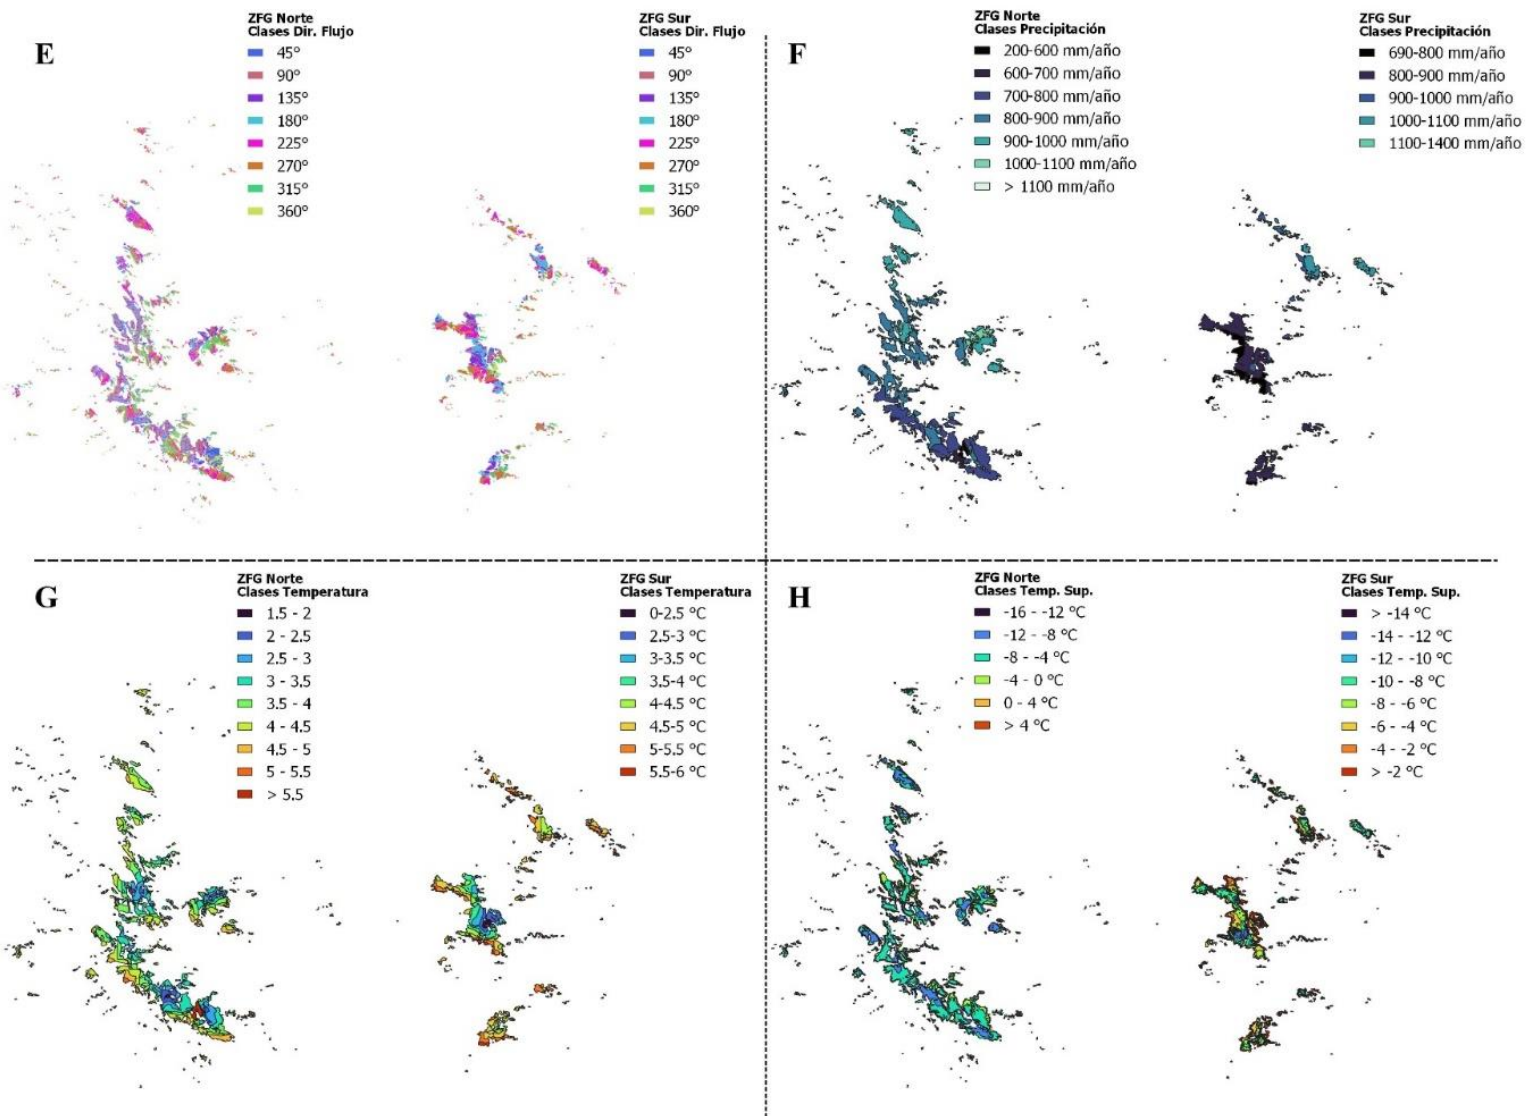 E
ZFG Norte
Clases Dir. Flujo
45°
90°
135°
180°
225°
270°
315°
360°
ZFG Sur
Clases Dir. Flujo
45°
90°
135°
180°
225°
270°
315°
360°
F
ZFG Norte
Clases Precipitación
200-600 mm/año
600-700 mm/año
700-800 mm/año
800-900 mm/año
900-1000 mm/año
1000-1100 mm/año
> 1100 mm/año
ZFG Sur
Clases Precipitación
690-800 mm/año
800-900 mm/año
900-1000 mm/año
1000-1100 mm/año
1100-1400 mm/año
G
ZFG Norte
Clases Temperatura
1.5 - 2
2 - 2.5
2.5 - 3
3 - 3.5
3.5 - 4
4 - 4.5
4.5 - 5
5 - 5.5
> 5.5
ZFG Sur
Clases Temperatura
0-2.5 °C
2.5-3 °C
3-3.5 °C
3.5-4 °C
4-4.5 °C
4.5-5 °C
5-5.5 °C
5.5-6 °C
H
ZFG Norte
Clases Temp. Sup.
-16 - -12 °C
-12 - -8 °C
-8 - -4 °C
-4 - 0 °C
0 - 4 °C
> 4 °C
ZFG Sur
Clases Temp. Sup.
> -14 °C
-14 - -12 °C
-12 - -10 °C
-10 - -8 °C
-8 - -6 °C
-6 - -4 °C
-4 - -2 °C
> -2 °C